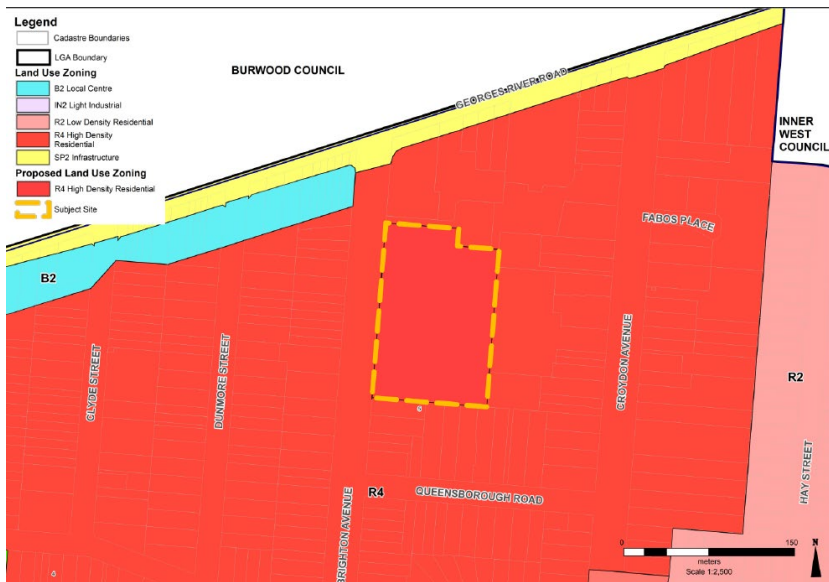 Legend
Cadastre Boundaries
LGA Boundary
Land Use Zoning
B2 Local Centre
IN2 Light Industrial
R2 Low Density Residential
R4 High Density
Residential
SP2 Infrastructure
Proposed Land Use Zoning
R4 High Density Residential
Subject Site
BURWOOD COUNCIL
GEORGES RIVER ROAD
INNER
WEST
COUNCIL
FABOS PLACE
B2
CLYDE STREET
DUNMORE STREET
CROYDON AVENUE
R2
HAY STREET
R4
QUEENSBOROUGH ROAD
BRIGHTON AVENUE
0
150
meters
Scale 1:2,500
N